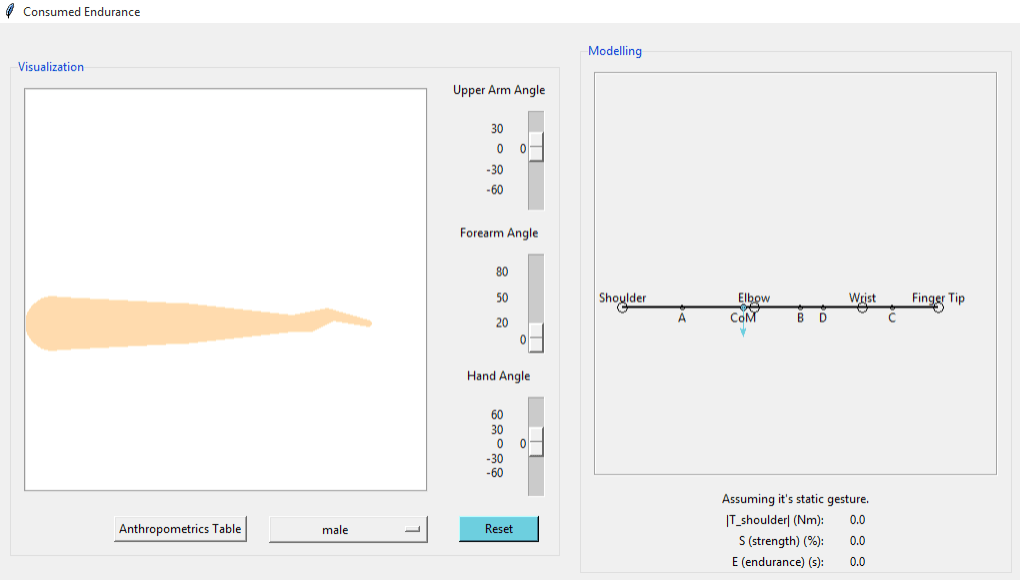 Consumed Endurance
Visualization
Upper Arm Angle
30
0 0
-30
-60
Forearm Angle
80
50
20
0
Hand Angle
60
30
0 0
-30
-60
Anthropometrics Table male Reset
Modelling
Shoulder Elbow Wrist Finger Tip
A CoM B D C
Assuming it's static gesture.
|T_shoulder| (Nm): 0.0
S (strength) (%): 0.0
E (endurance) (s): 0.0